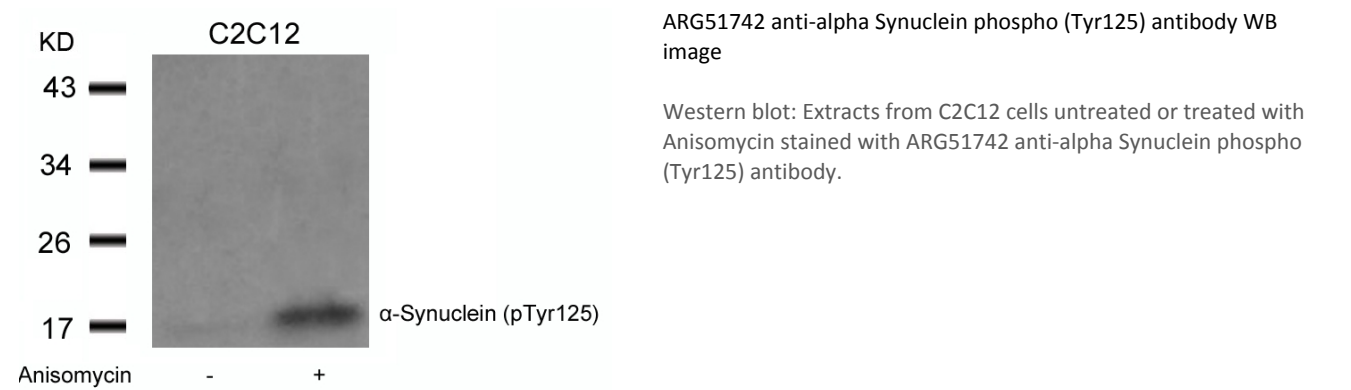 KD
C2C12
43
34
26
17
α-Synuclein (pTyr125)
Anisomycin - +
ARG51742 anti-alpha Synuclein phospho (Tyr125) antibody WB
image
Western blot: Extracts from C2C12 cells untreated or treated with
Anisomycin stained with ARG51742 anti-alpha Synuclein phospho
(Tyr125) antibody.